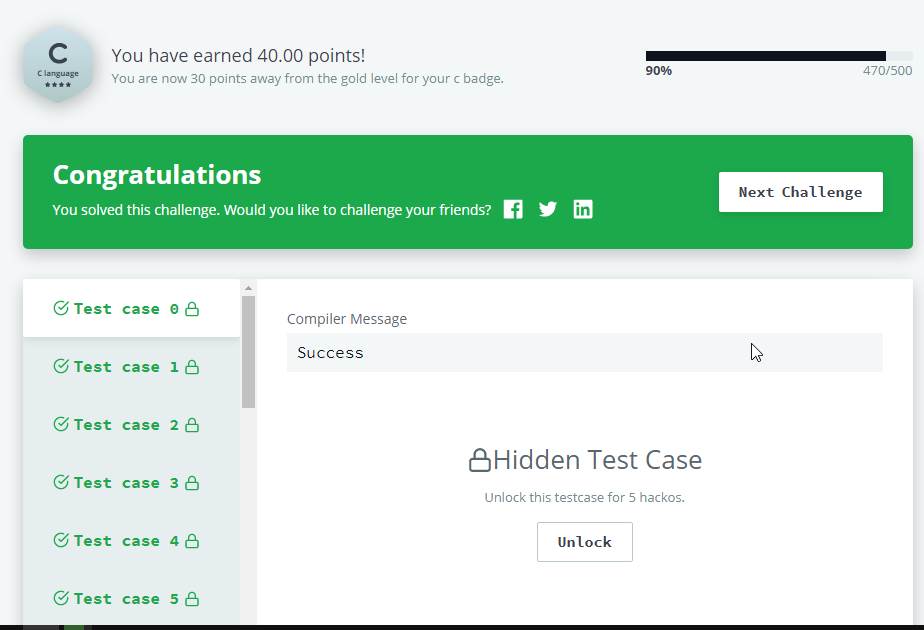 C
C language
You have earned 40.00 points!
You are now 30 points away from the gold level for your c badge.
90%
470/500
Congratulations
You solved this challenge. Would you like to challenge your friends?
Next Challenge
Test case 0
Test case 1
Test case 2
Test case 3
Test case 4
Test case 5
Compiler Message
Success
Hidden Test Case
Unlock this testcase for 5 hackos.
Unlock